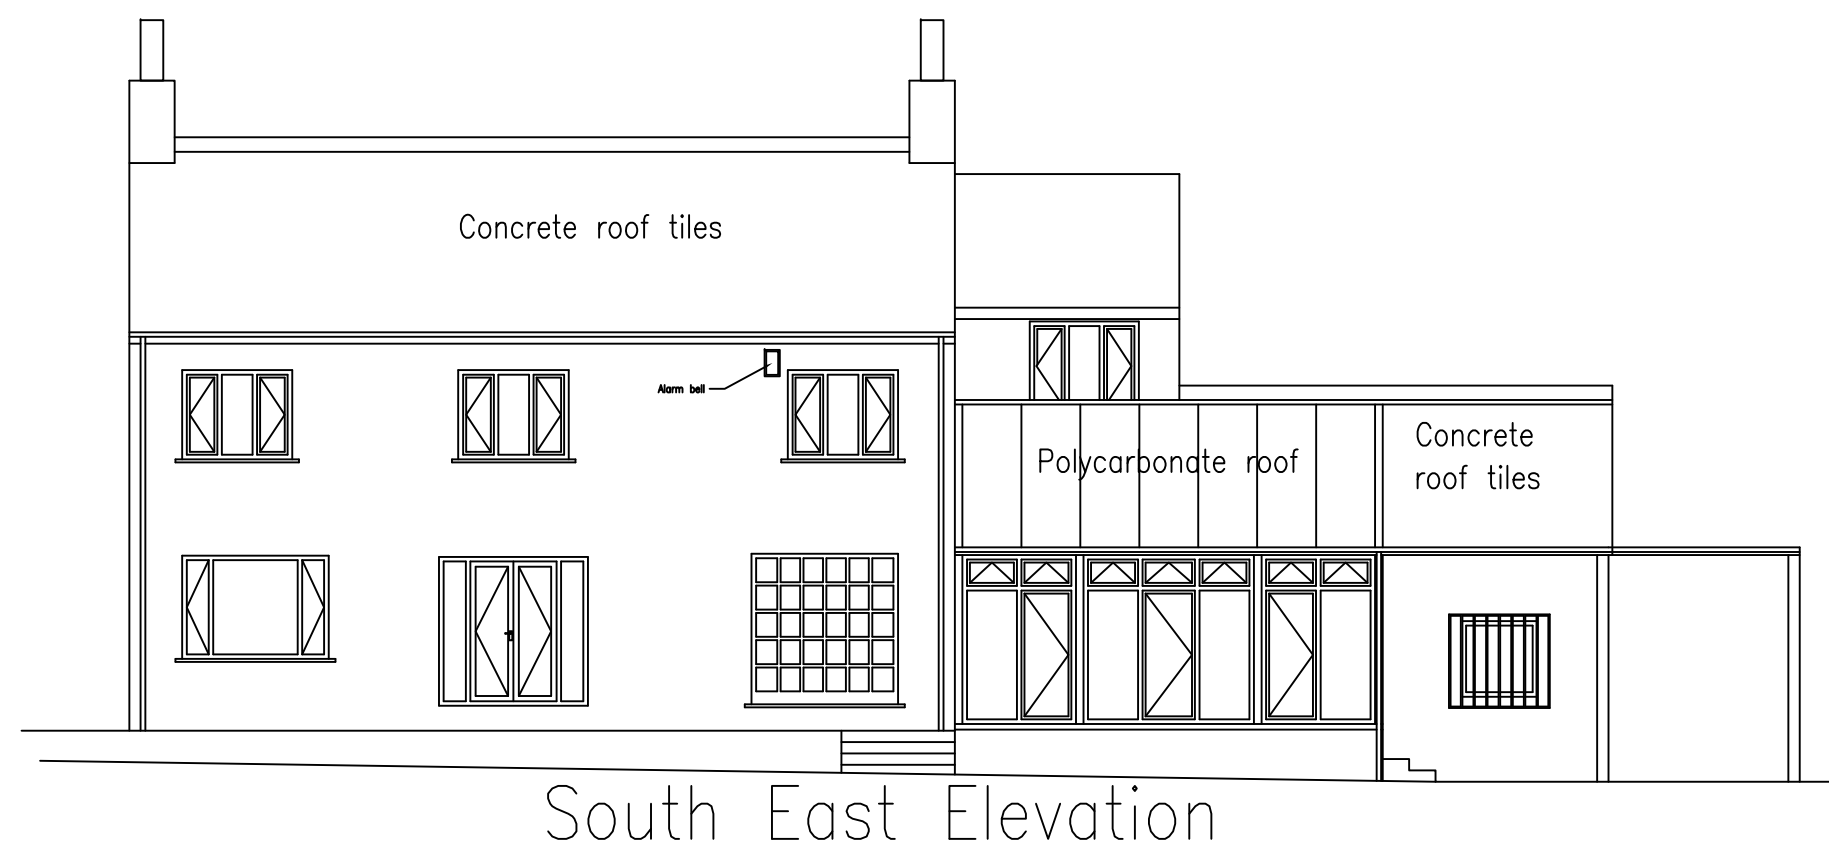 Concrete roof tiles
Alarm bell
Polycarbonate roof
Concrete
roof tiles
South East Elevation